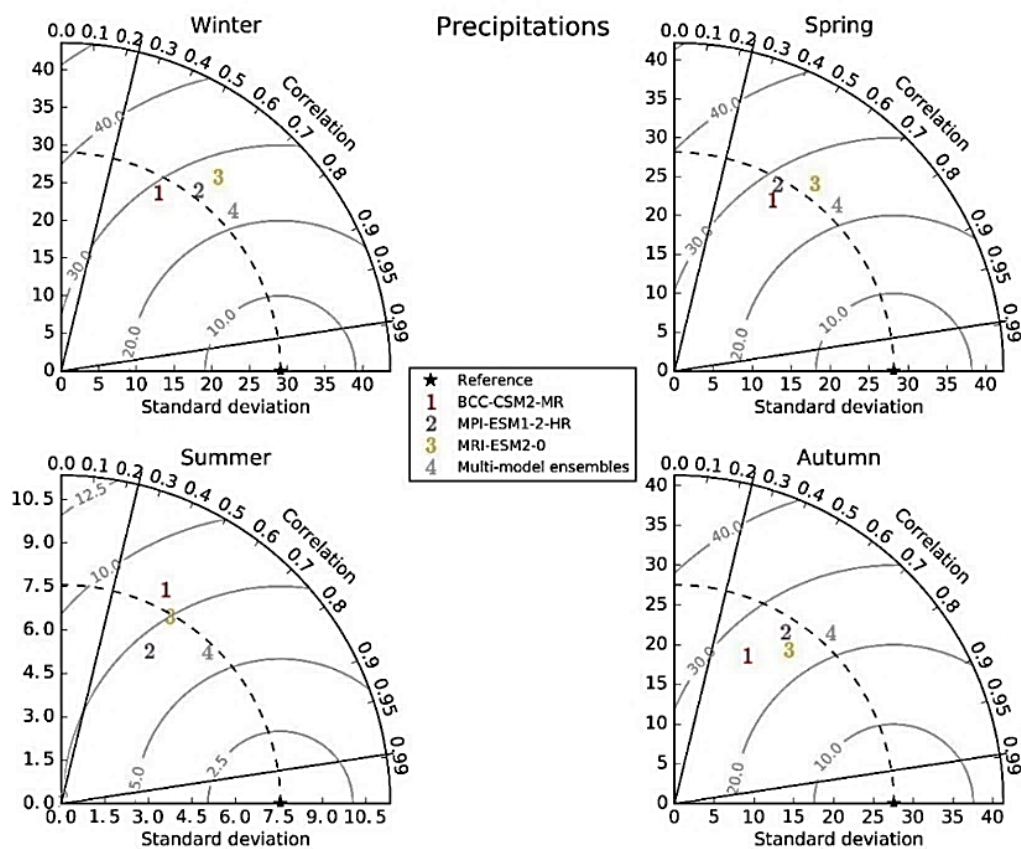 Precipitations
Winter
0.0 0.1 0.2 0.3 0.4 0.5 0.6 0.7 0.8 0.9 0.95 0.99
Correlation
40
35
30
25
20
15
10
5
0
40.0
30.0
20.0
10.0
1
2
3
4
0 5 10 15 20 25 30 35 40
Standard deviation
Spring
0.0 0.1 0.2 0.3 0.4 0.5 0.6 0.7 0.8 0.9 0.95 0.99
Correlation
40
35
30
25
20
15
10
5
0
40.0
30.0
20.0
10.0
2
1
3
4
0 5 10 15 20 25 30 35 40
Standard deviation
Reference
1 BCC-CSM2-MR
2 MPI-ESM1-2-HR
3 MRI-ESM2-0
4 Multi-model ensembles
Summer
0.0 0.1 0.2 0.3 0.4 0.5 0.6 0.7 0.8 0.9 0.95 0.99
Correlation
10.5
9.0
7.5
6.0
4.5
3.0
1.5
0.0
12.5
10.0
5.0
2.5
1
3
2
4
0.0 1.5 3.0 4.5 6.0 7.5 9.0 10.5
Standard deviation
Autumn
0.0 0.1 0.2 0.3 0.4 0.5 0.6 0.7 0.8 0.9 0.95 0.99
Correlation
40
35
30
25
20
15
10
5
0
40.0
30.0
20.0
10.0
1
2
3
4
0 5 10 15 20 25 30 35 40
Standard deviation